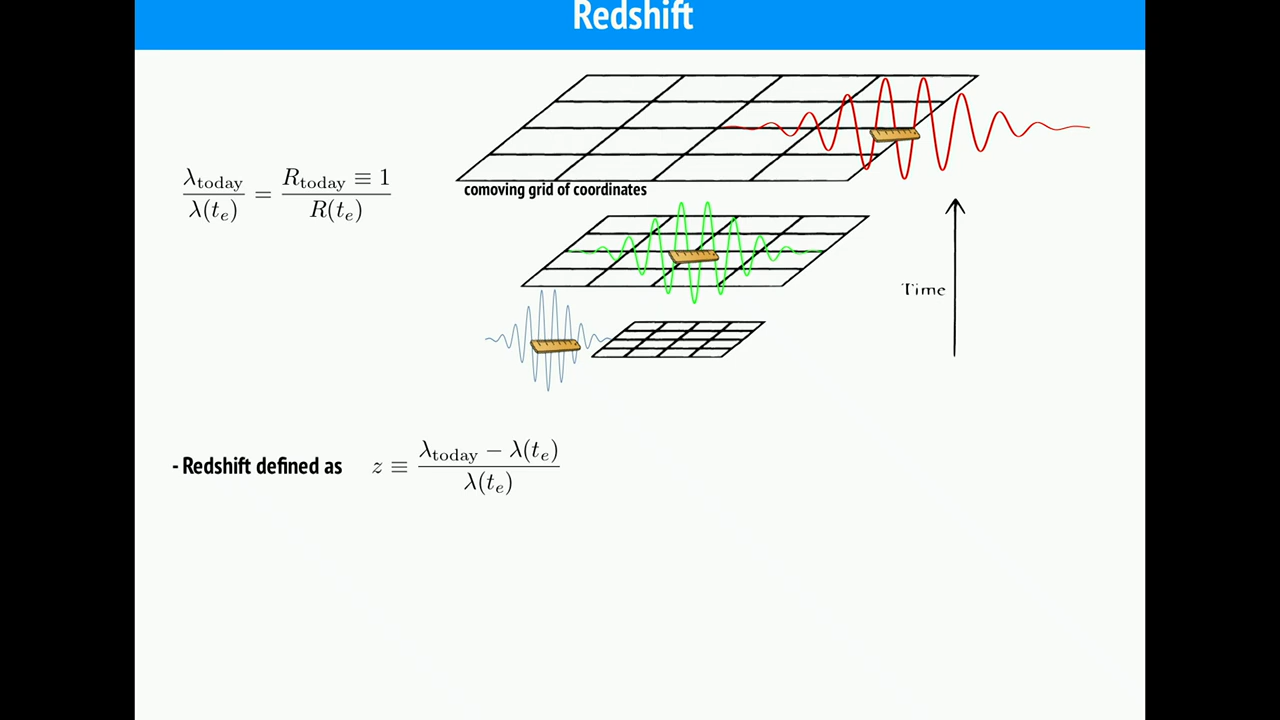 Redshift
λ_today / λ(t_e) = R_today ≡ 1 / R(t_e)
comoving grid of coordinates
Time
- Redshift defined as z ≡ λ_today − λ(t_e) / λ(t_e)